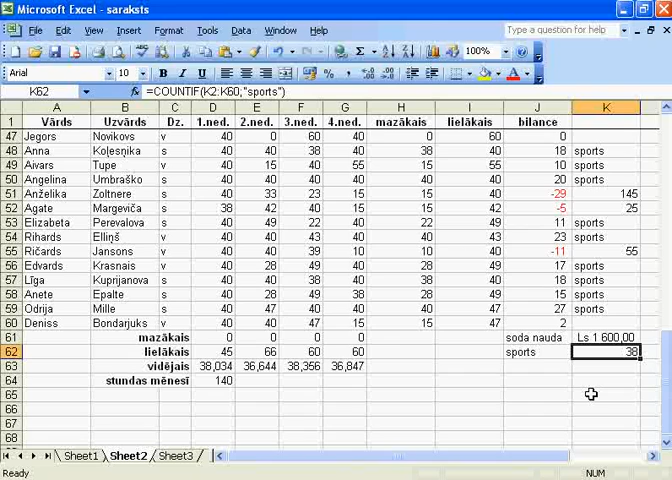 Microsoft Excel - saraksts
File Edit View Insert Format Tools Data Window Help Type a question for help
100%
Arial 10 B I U
K62 fx =COUNTIF(K2:K60;"sports")
A B C D E F G H I J K
1 Vārds Uzvārds Dz. 1.ned. 2.ned. 3.ned. 4.ned. mazākais lielākais bilance
47 Jegors Novikovs v 40 0 60 40 0 60 0
48 Anna Koļesņika s 40 40 38 40 38 40 18 sports
49 Aivars Tupe v 40 15 40 55 15 55 10 sports
50 Angelina Umbraško s 40 40 40 40 40 40 20 sports
51 Anželika Zoltnere s 40 33 23 15 15 40 -29 145
52 Agate Margeviča s 38 42 40 15 15 42 -5 25
53 Elizabeta Perevalova s 40 49 22 40 22 49 11 sports
54 Rihards Elliņš v 40 40 43 40 40 43 23 sports
55 Ričards Jansons v 40 40 39 10 10 40 -11 55
56 Edvards Krasnais v 40 28 49 40 28 49 17 sports
57 Līga Kuprijanova s 40 38 40 40 38 40 18 sports
58 Anete Epalte s 40 28 49 38 28 49 15 sports
59 Odrija Mille s 40 47 40 40 40 47 27 sports
60 Deniss Bondarjuks v 40 40 47 15 15 47 2
61 mazākais 0 0 0 0 soda nauda Ls 1 600,00
62 lielākais 45 66 60 60 sports 38
63 vidējais 38,034 36,644 38,356 36,847
64 stundas mēnesī 140
65
66
67
68
Sheet1 Sheet2 Sheet3
Ready NUM